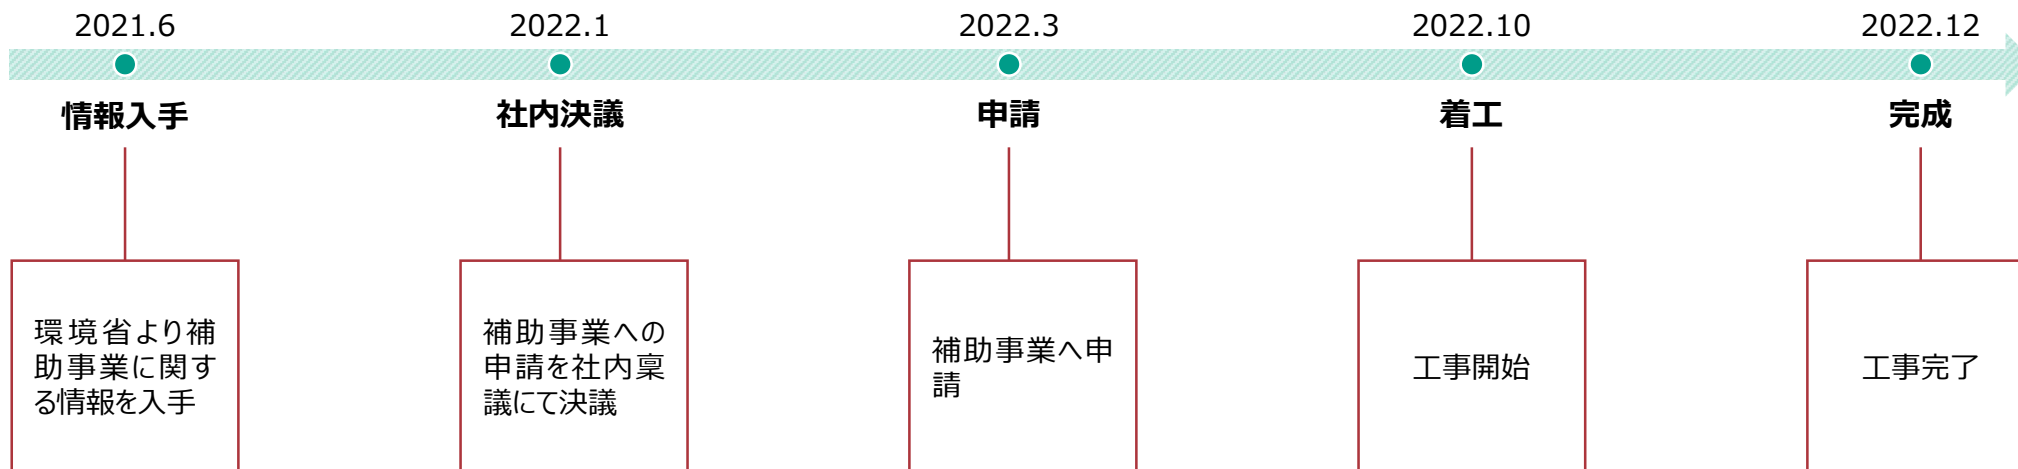 2021.6
2022.1
2022.3
2022.10
2022.12
情報入手
社内決議
申請
着工
完成
環境省より補
助事業に関す
る情報を入手
補助事業への
申請を社内稟
議にて決議
補助事業へ申
請
工事開始
工事完了